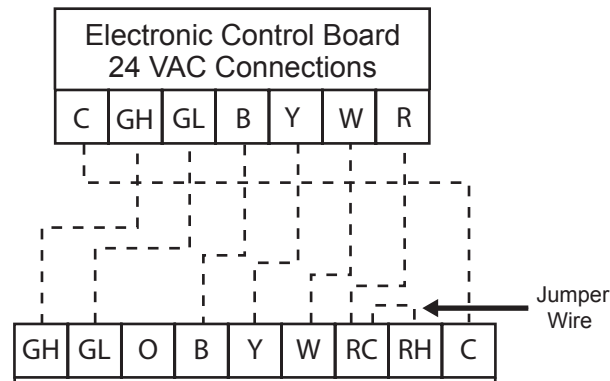 Electronic Control Board
24 VAC Connections
C GH GL B Y W R
Jumper
Wire
GH GL O B Y W RC RH C